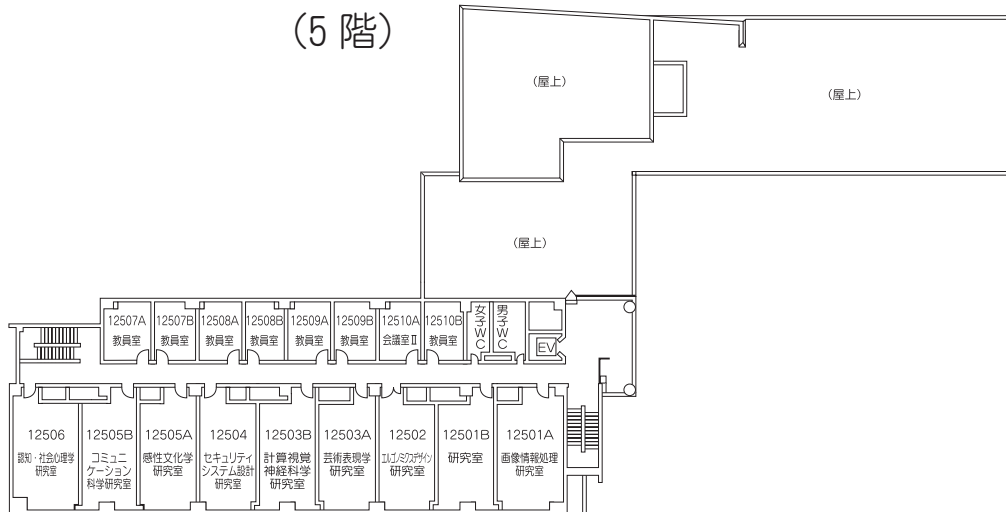 (5 階)
(屋上)
(屋上)
(屋上)
12507A
教員室
12507B
教員室
12508A
教員室
12508B
教員室
12509A
教員室
12509B
教員室
12510A
会議室Ⅱ
12510B
教員室
女子WC
男子WC
EV
12506
認知・社会心理学
研究室
12505B
コミュニ
ケーション
科学研究室
12505A
感性文化学
研究室
12504
セキュリティ
システム設計
研究室
12503B
計算視覚
神経科学
研究室
12503A
芸術表現学
研究室
12502
エルゴノミクスデザイン
研究室
12501B
研究室
12501A
画像情報処理
研究室